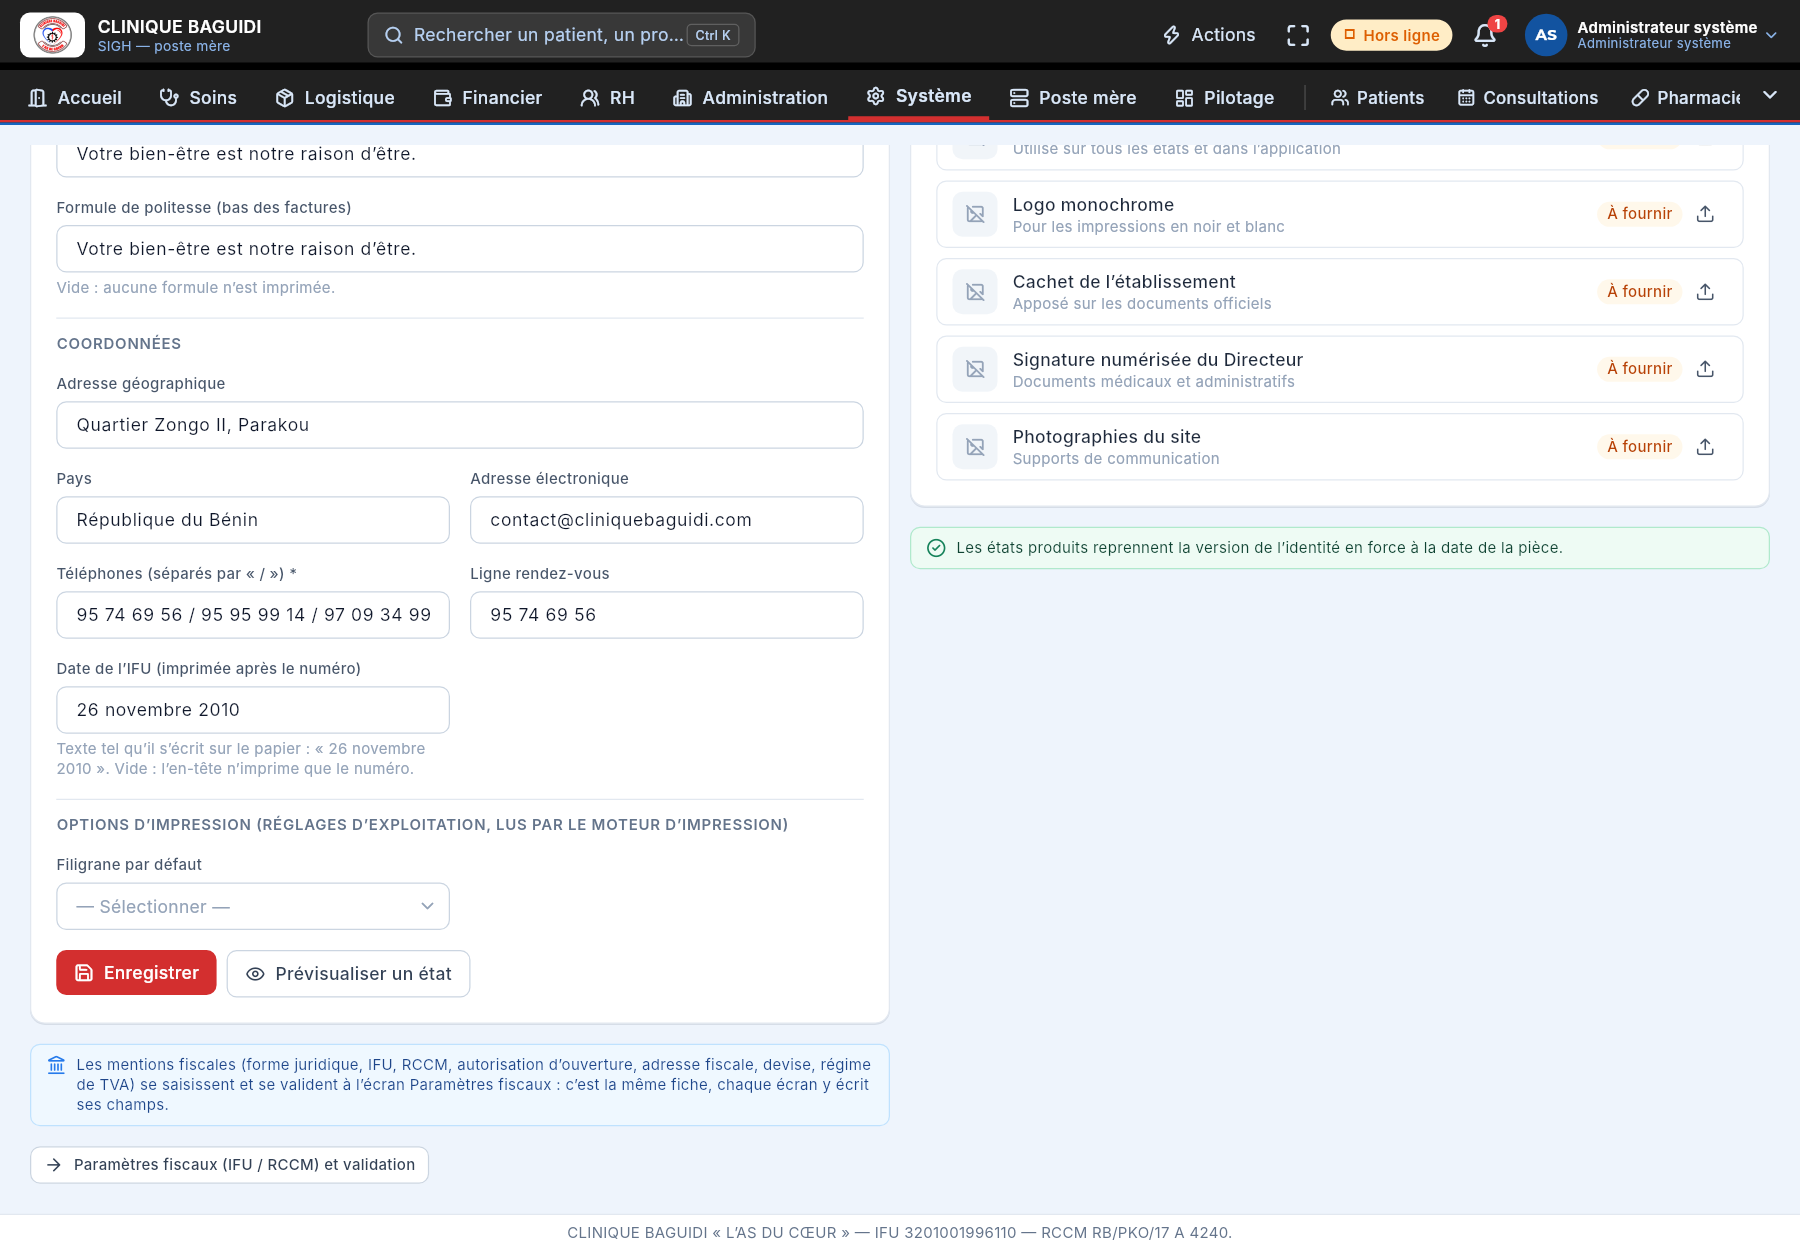 CLINIQUE BAGUIDI
SIGH — poste mère
Rechercher un patient, un pro... Ctrl K
Actions
Hors ligne
1
AS
Administrateur système
Administrateur système
Accueil
Soins
Logistique
Financier
RH
Administration
Système
Poste mère
Pilotage
Patients
Consultations
Pharmacie
Votre bien-être est notre raison d’être.
Formule de politesse (bas des factures)
Votre bien-être est notre raison d’être.
Vide : aucune formule n’est imprimée.
COORDONNÉES
Adresse géographique
Quartier Zongo II, Parakou
Pays
République du Bénin
Adresse électronique
contact@cliniquebaguidi.com
Téléphones (séparés par « / ») *
95 74 69 56 / 95 95 99 14 / 97 09 34 99
Ligne rendez-vous
95 74 69 56
Date de l’IFU (imprimée après le numéro)
26 novembre 2010
Texte tel qu’il s’écrit sur le papier : « 26 novembre
2010 ». Vide : l’en-tête n’imprime que le numéro.
OPTIONS D’IMPRESSION (RÉGLAGES D’EXPLOITATION, LUS PAR LE MOTEUR D’IMPRESSION)
Filigrane par défaut
— Sélectionner —
Enregistrer
Prévisualiser un état
Les mentions fiscales (forme juridique, IFU, RCCM, autorisation d’ouverture, adresse fiscale, devise, régime
de TVA) se saisissent et se valident à l’écran Paramètres fiscaux : c’est la même fiche, chaque écran y écrit
ses champs.
Paramètres fiscaux (IFU / RCCM) et validation
Utilisé sur tous les états et dans l’application
Logo monochrome
Pour les impressions en noir et blanc
À fournir
Cachet de l’établissement
Apposé sur les documents officiels
À fournir
Signature numérisée du Directeur
Documents médicaux et administratifs
À fournir
Photographies du site
Supports de communication
À fournir
Les états produits reprennent la version de l’identité en force à la date de la pièce.
CLINIQUE BAGUIDI « L’AS DU CŒUR » — IFU 3201001996110 — RCCM RB/PKO/17 A 4240.